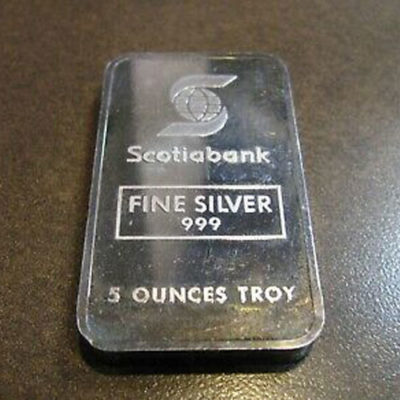 Scotiabank
FINE SILVER
999
5 OUNCES TROY